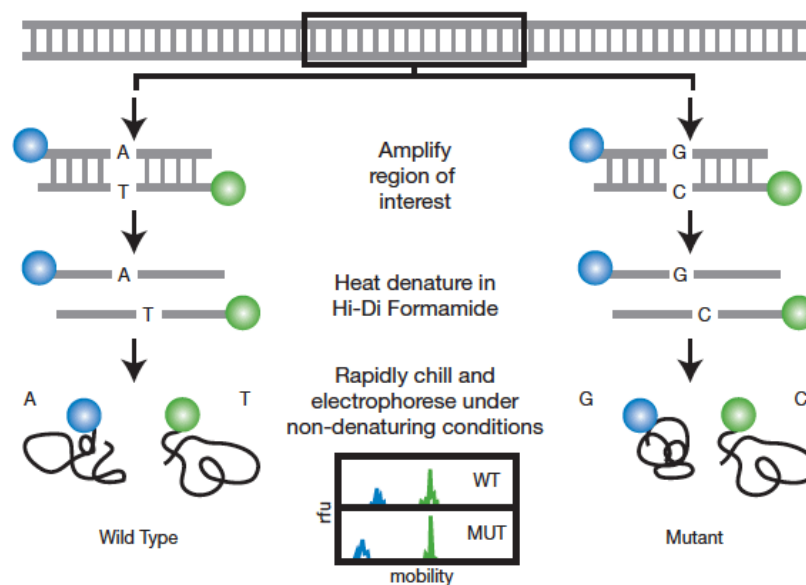 A
T
G
C
Amplify
region of
interest
A
T
G
C
Heat denature in
Hi-Di Formamide
A
T
G
C
Rapidly chill and
electrophorese under
non-denaturing conditions
rfu
WT
MUT
mobility
Wild Type
Mutant